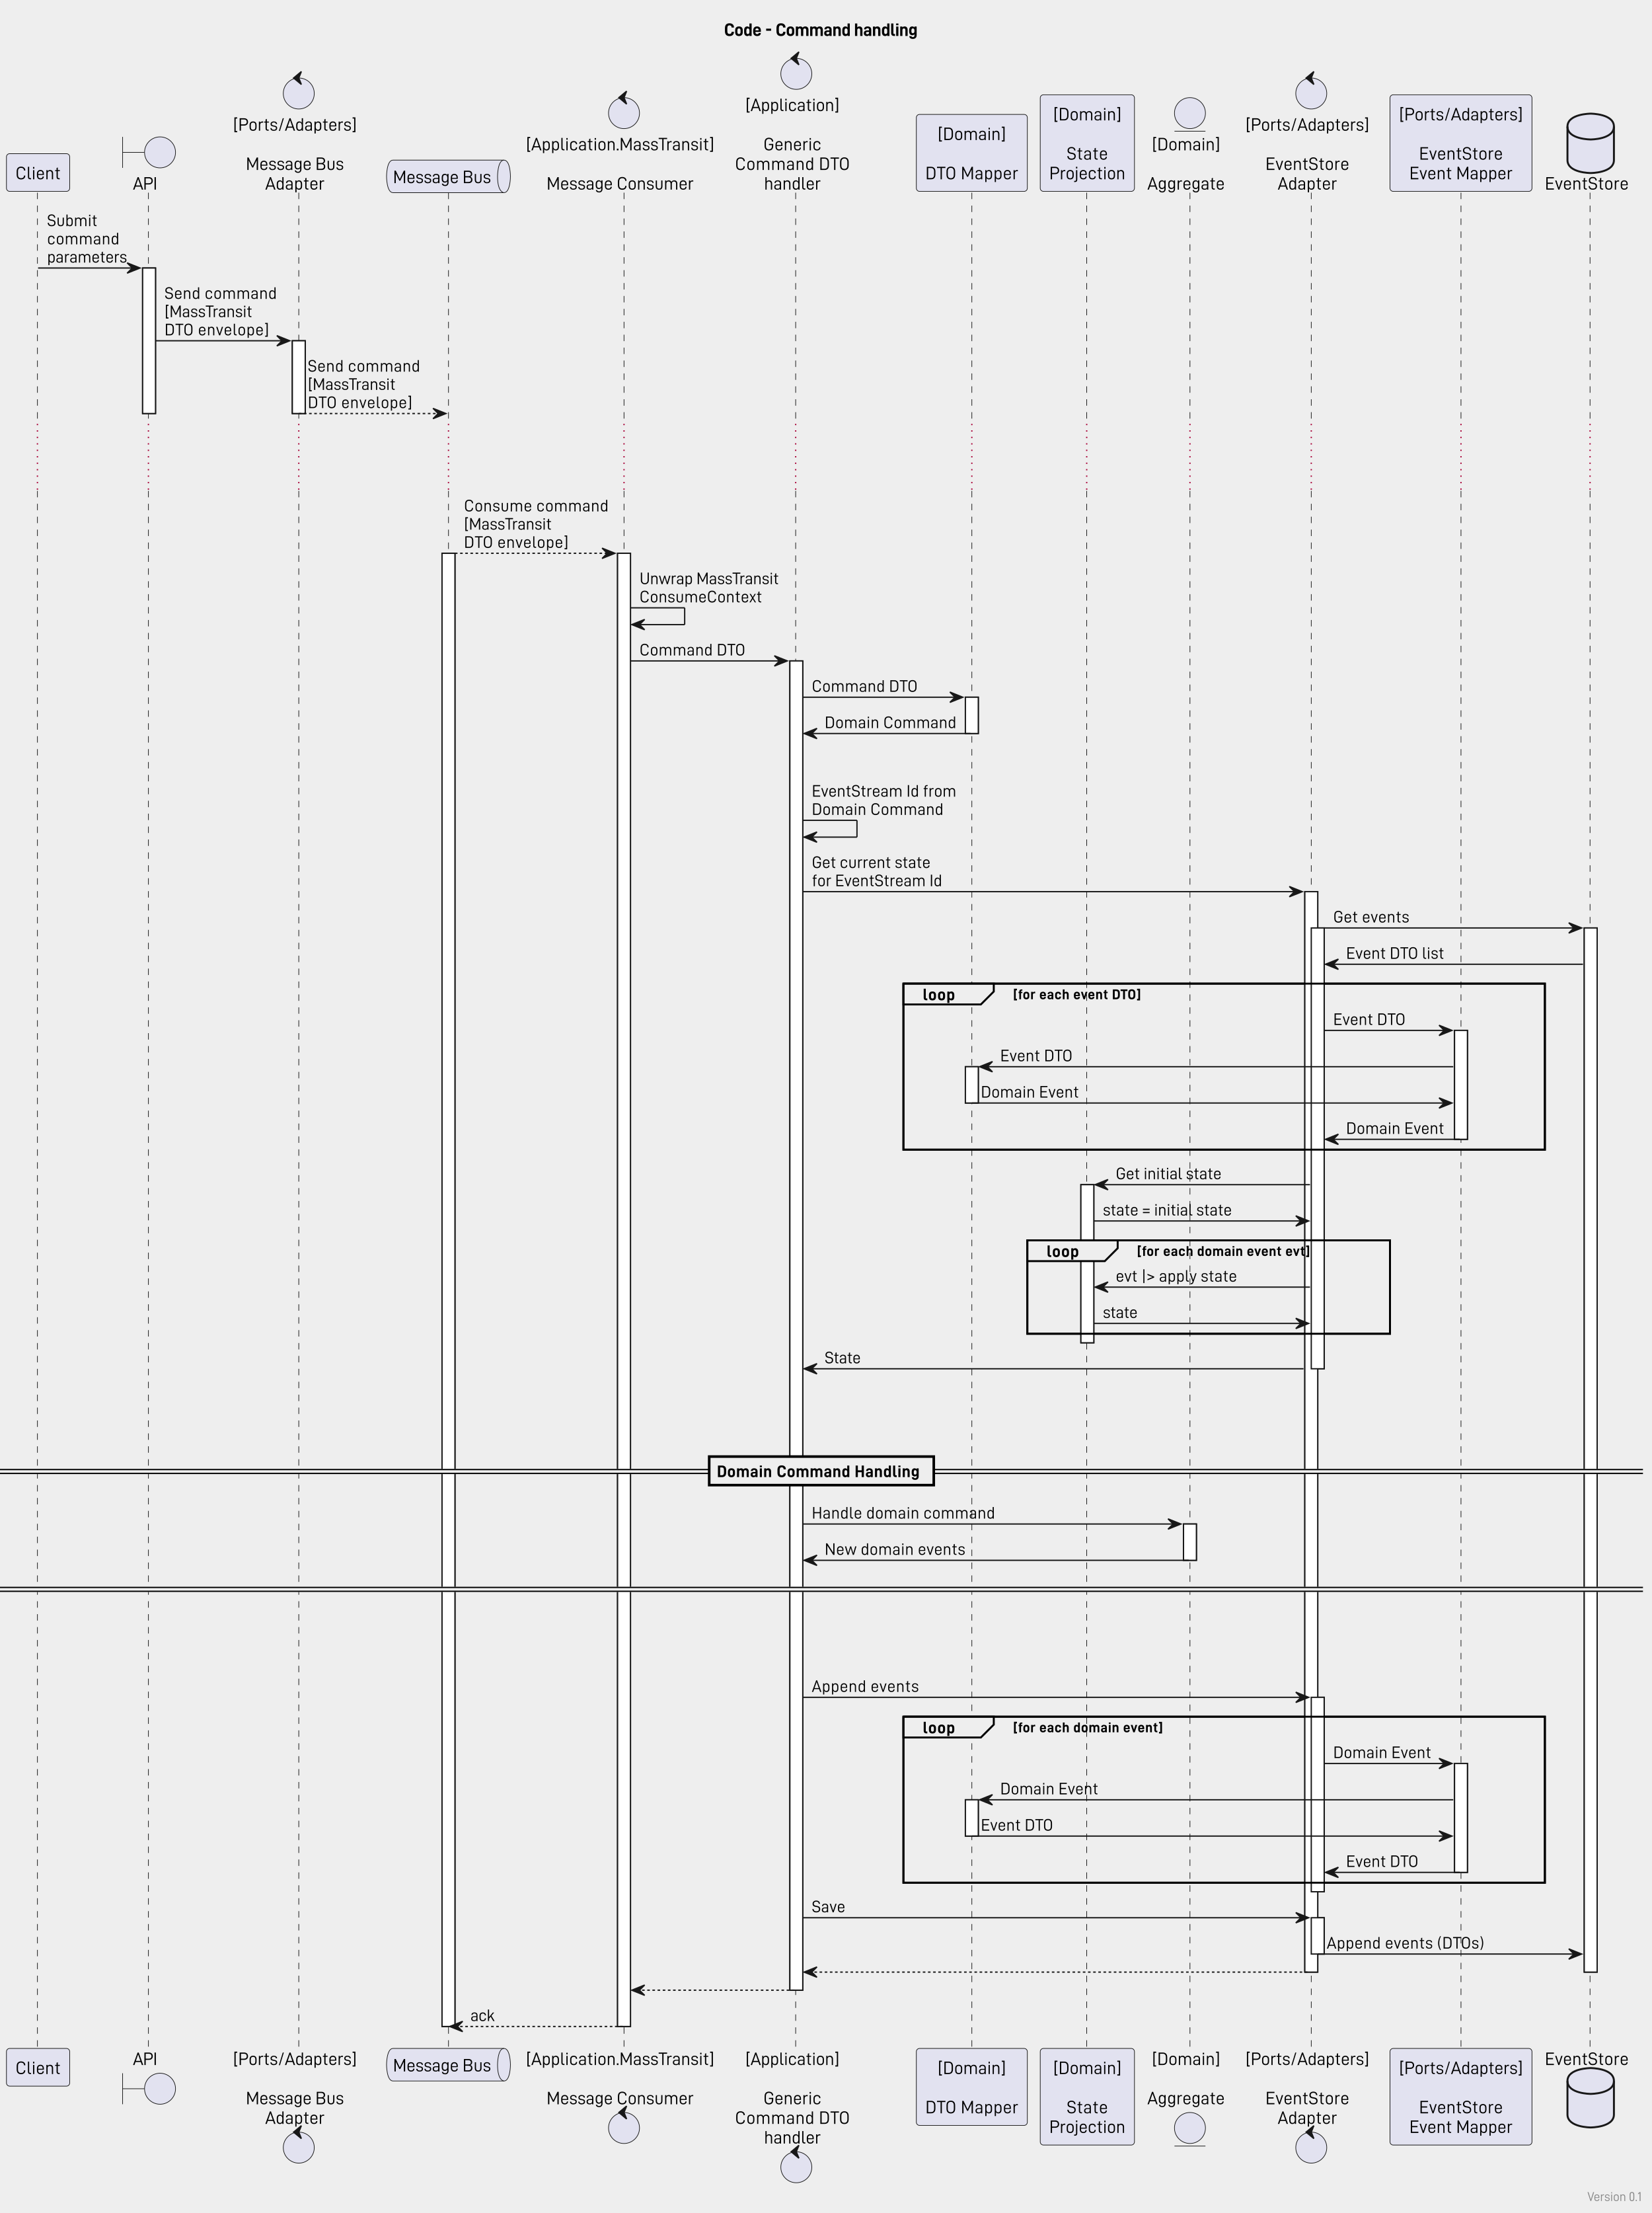 Code - Command handling
Client
API
[Ports/Adapters]
Message Bus
Adapter
Message Bus
[Application.MassTransit]
Message Consumer
[Application]
Generic
Command DTO
handler
[Domain]
DTO Mapper
[Domain]
State
Projection
[Domain]
Aggregate
[Ports/Adapters]
EventStore
Adapter
[Ports/Adapters]
EventStore
Event Mapper
EventStore
Submit
command
parameters
Send command
[MassTransit
DTO envelope]
Send command
[MassTransit
DTO envelope]
Consume command
[MassTransit
DTO envelope]
Unwrap MassTransit
ConsumeContext
Command DTO
Command DTO
Domain Command
EventStream Id from
Domain Command
Get current state
for EventStream Id
Get events
Event DTO list
loop [for each event DTO]
Event DTO
Event DTO
Domain Event
Domain Event
Get initial state
state = initial state
loop [for each domain event evt]
evt |> apply state
state
State
Domain Command Handling
Handle domain command
New domain events
Append events
loop [for each domain event]
Domain Event
Domain Event
Event DTO
Event DTO
Save
Append events (DTOs)
ack
Client
API
[Ports/Adapters]
Message Bus
Adapter
Message Bus
[Application.MassTransit]
Message Consumer
[Application]
Generic
Command DTO
handler
[Domain]
DTO Mapper
[Domain]
State
Projection
[Domain]
Aggregate
[Ports/Adapters]
EventStore
Adapter
[Ports/Adapters]
EventStore
Event Mapper
EventStore
Version 0.1